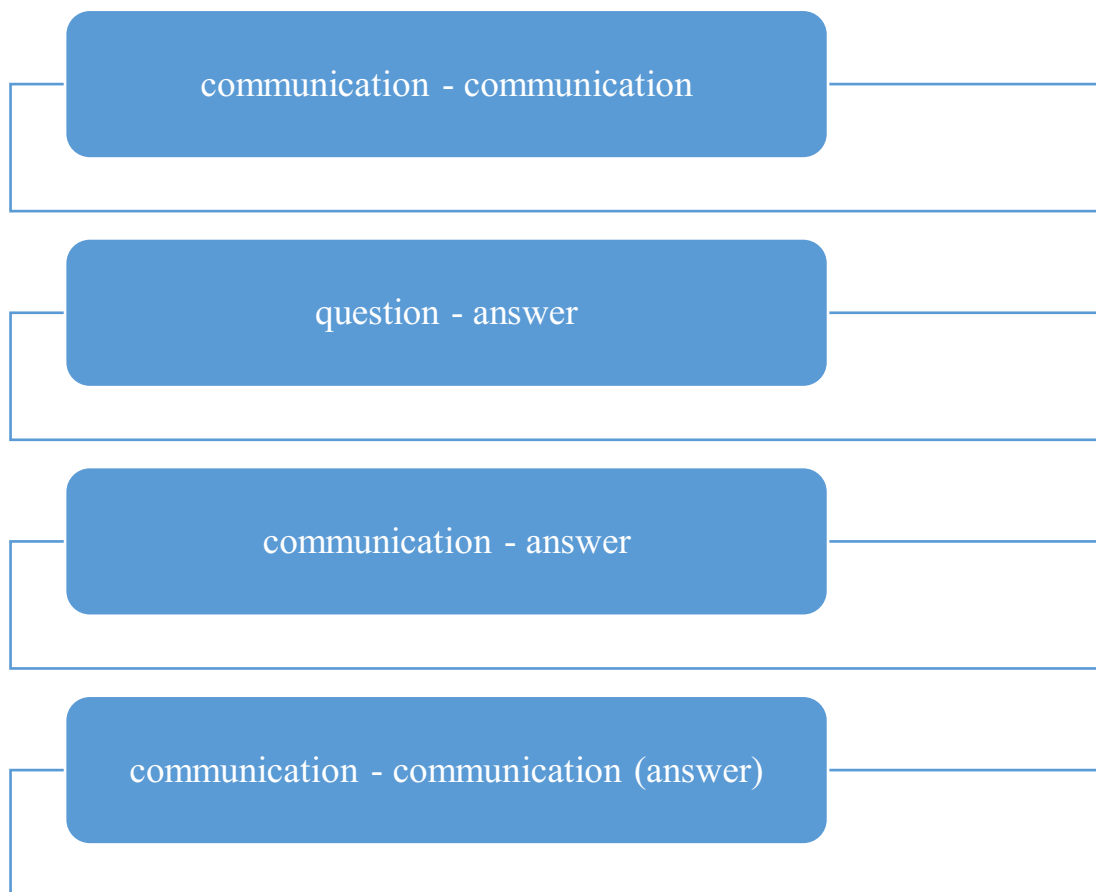 communication - communication
question - answer
communication - answer
communication - communication (answer)